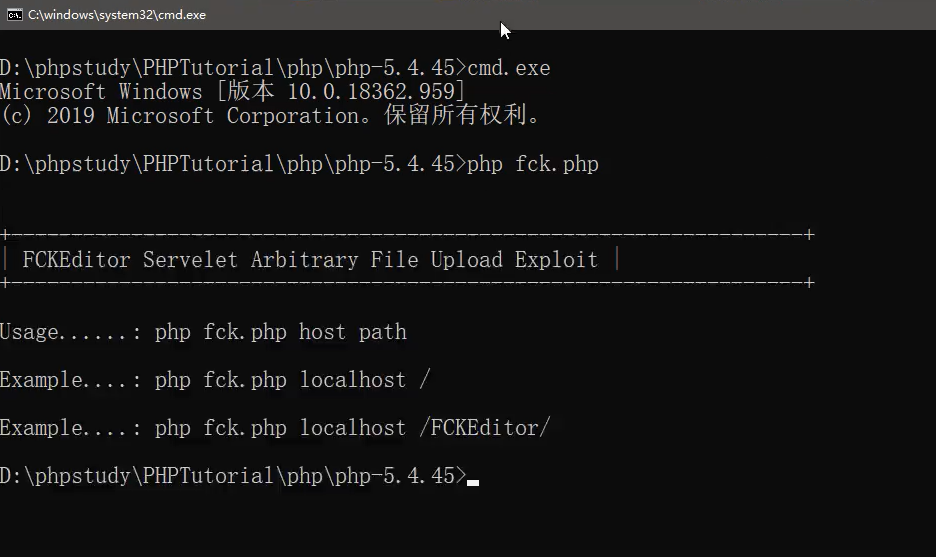 C:\windows\system32\cmd.exe
D:\phpstudy\PHPTutorial\php\php-5.4.45>cmd.exe
Microsoft Windows [版本 10.0.18362.959]
(c) 2019 Microsoft Corporation。保留所有权利。
D:\phpstudy\PHPTutorial\php\php-5.4.45>php fck.php
+------------------------------------------------------------------+
| FCKEditor Servelet Arbitrary File Upload Exploit |
+------------------------------------------------------------------+
Usage......: php fck.php host path
Example....: php fck.php localhost /
Example....: php fck.php localhost /FCKEditor/
D:\phpstudy\PHPTutorial\php\php-5.4.45>